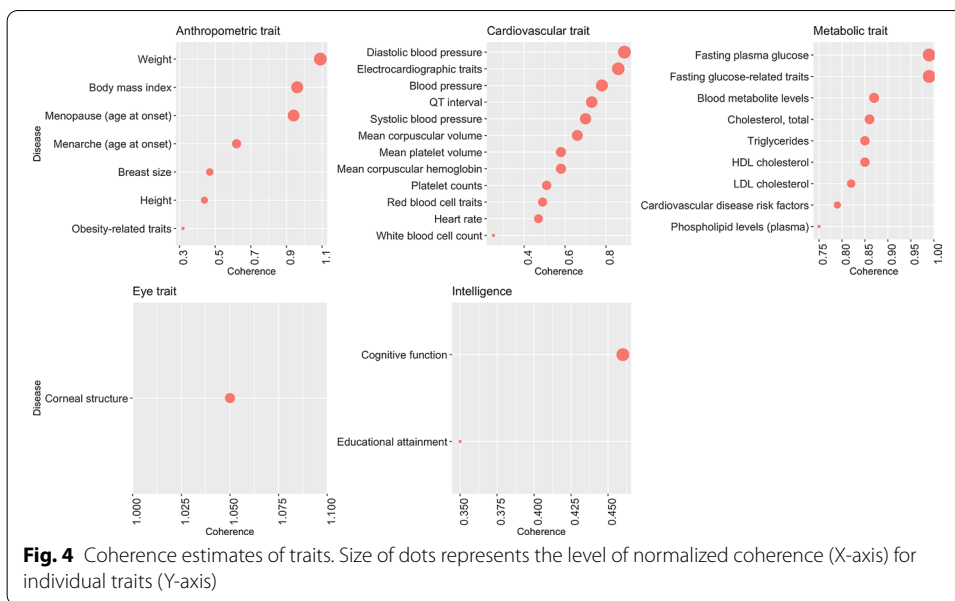 Anthropometric trait
Disease
Weight
Body mass index
Menopause (age at onset)
Menarche (age at onset)
Breast size
Height
Obesity-related traits
0.3 0.5 0.7 0.9 1.1
Coherence
Cardiovascular trait
Diastolic blood pressure
Electrocardiographic traits
Blood pressure
QT interval
Systolic blood pressure
Mean corpuscular volume
Mean platelet volume
Mean corpuscular hemoglobin
Platelet counts
Red blood cell traits
Heart rate
White blood cell count
0.4 0.6 0.8
Coherence
Metabolic trait
Fasting plasma glucose
Fasting glucose-related traits
Blood metabolite levels
Cholesterol, total
Triglycerides
HDL cholesterol
LDL cholesterol
Cardiovascular disease risk factors
Phospholipid levels (plasma)
0.75 0.80 0.85 0.90 0.95 1.00
Coherence
Eye trait
Disease
Corneal structure
1.000 1.025 1.050 1.075 1.100
Coherence
Intelligence
Cognitive function
Educational attainment
0.350 0.375 0.400 0.425 0.450
Coherence
Fig. 4 Coherence estimates of traits. Size of dots represents the level of normalized coherence (X-axis) for
individual traits (Y-axis)